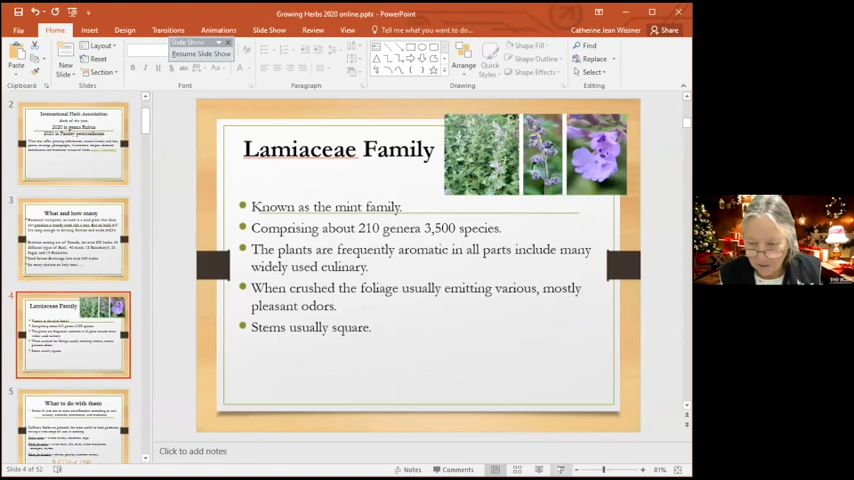 Growing Herbs 2020 online.pptx - PowerPoint
File Home Insert Design Transitions Animations Slide Show Review View Tell me what you want to do... Catherine Jean Wissner Share
Slide Show
Resume Slide Show
Paste
New Slide
Layout
Reset
Section
Arrange
Quick Styles
Shape Fill
Shape Outline
Shape Effects
Find
Replace
Select
Clipboard Slides Font Paragraph Drawing Editing
2
International Herb Association
3
What and how many
4
Lamiaceae Family
5
What to do with them
Lamiaceae Family
Known as the mint family.
Comprising about 210 genera 3,500 species.
The plants are frequently aromatic in all parts include many
widely used culinary.
When crushed the foliage usually emitting various, mostly
pleasant odors.
Stems usually square.
Click to add notes
Slide 4 of 52 Notes Comments 81%